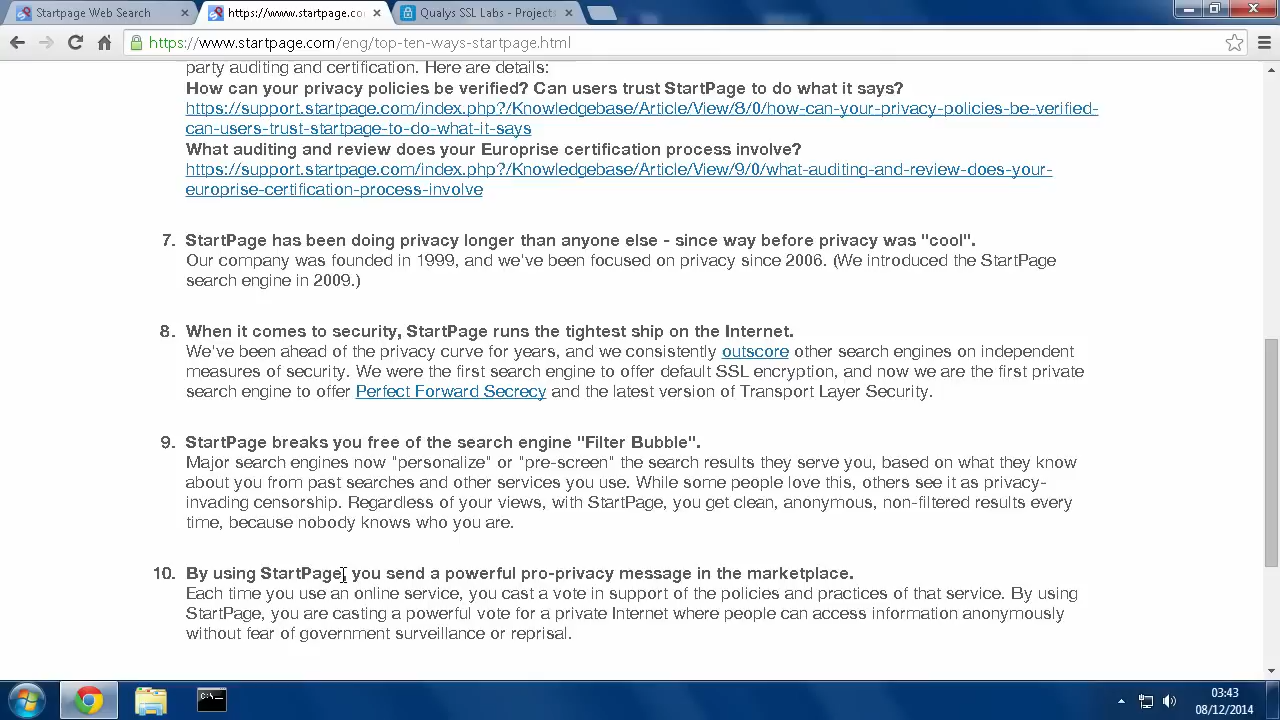 Startpage Web Search
https://www.startpage.co
Qualys SSL Labs - Project
https://www.startpage.com/eng/top-ten-ways-startpage.html
party auditing and certification. Here are details:
How can your privacy policies be verified? Can users trust StartPage to do what it says?
https://support.startpage.com/index.php?/Knowledgebase/Article/View/8/0/how-can-your-privacy-policies-be-verified-
can-users-trust-startpage-to-do-what-it-says
What auditing and review does your Europrise certification process involve?
https://support.startpage.com/index.php?/Knowledgebase/Article/View/9/0/what-auditing-and-review-does-your-
europrise-certification-process-involve
7. StartPage has been doing privacy longer than anyone else - since way before privacy was "cool".
Our company was founded in 1999, and we've been focused on privacy since 2006. (We introduced the StartPage
search engine in 2009.)
8. When it comes to security, StartPage runs the tightest ship on the Internet.
We've been ahead of the privacy curve for years, and we consistently outscore other search engines on independent
measures of security. We were the first search engine to offer default SSL encryption, and now we are the first private
search engine to offer Perfect Forward Secrecy and the latest version of Transport Layer Security.
9. StartPage breaks you free of the search engine "Filter Bubble".
Major search engines now "personalize" or "pre-screen" the search results they serve you, based on what they know
about you from past searches and other services you use. While some people love this, others see it as privacy-
invading censorship. Regardless of your views, with StartPage, you get clean, anonymous, non-filtered results every
time, because nobody knows who you are.
10. By using StartPage, you send a powerful pro-privacy message in the marketplace.
Each time you use an online service, you cast a vote in support of the policies and practices of that service. By using
StartPage, you are casting a powerful vote for a private Internet where people can access information anonymously
without fear of government surveillance or reprisal.
C:\_
03:43
08/12/2014